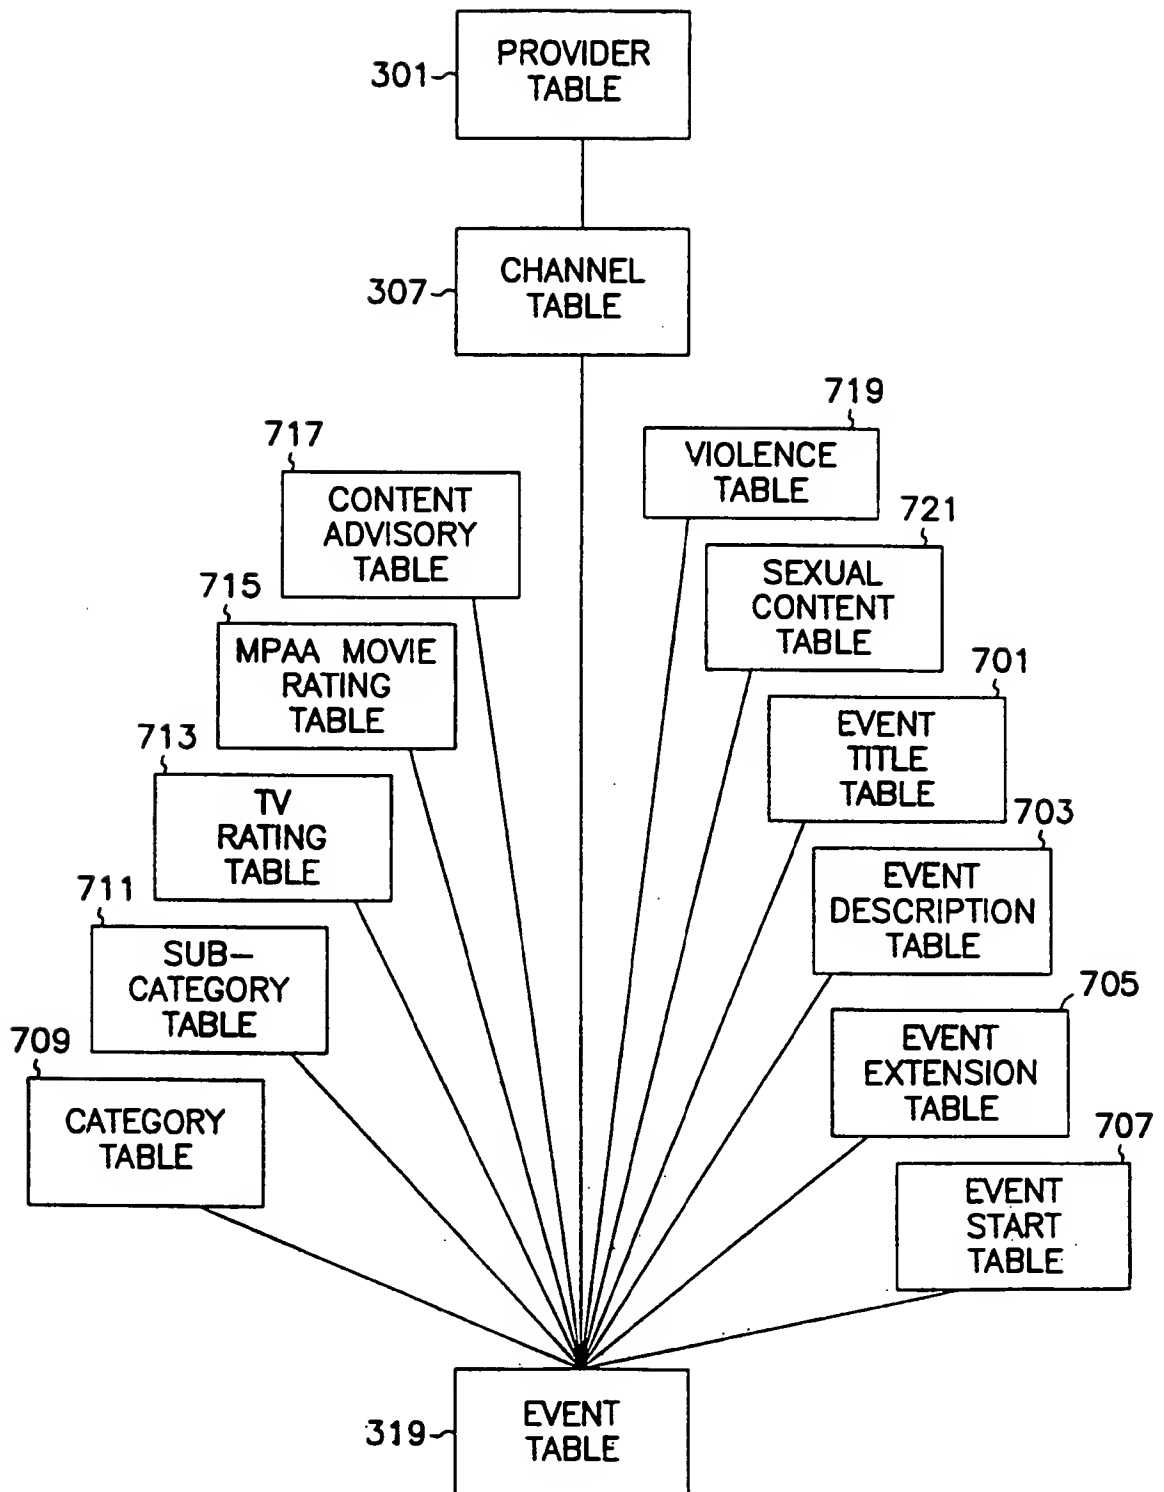 301
PROVIDER
TABLE
307
CHANNEL
TABLE
719
VIOLENCE
TABLE
717
CONTENT
ADVISORY
TABLE
721
SEXUAL
CONTENT
TABLE
715
MPAA MOVIE
RATING
TABLE
701
EVENT
TITLE
TABLE
713
TV
RATING
TABLE
703
EVENT
DESCRIPTION
TABLE
711
SUB-
CATEGORY
TABLE
705
EVENT
EXTENSION
TABLE
709
CATEGORY
TABLE
707
EVENT
START
TABLE
319
EVENT
TABLE